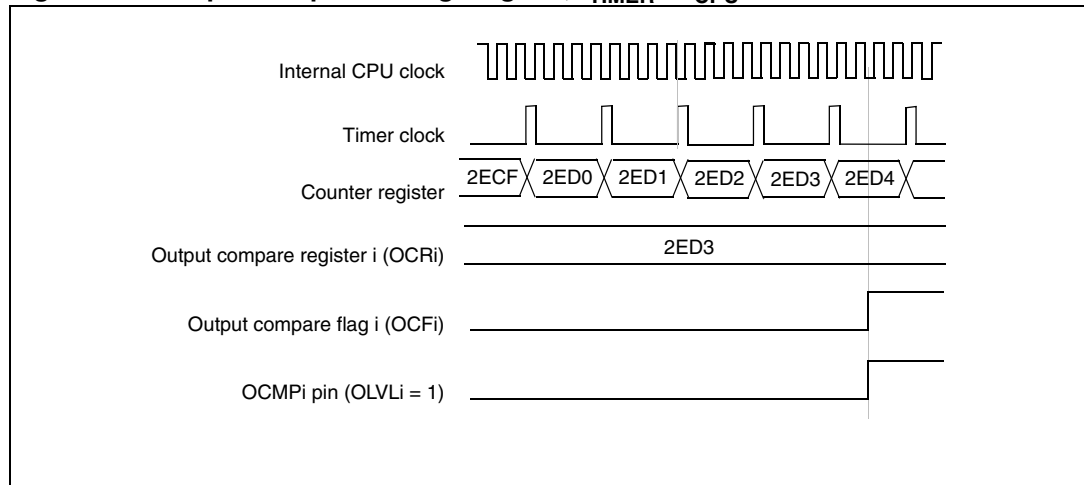 Internal CPU clock
Timer clock
Counter register
2ECF 2ED0 2ED1 2ED2 2ED3 2ED4
Output compare register i (OCRi)
2ED3
Output compare flag i (OCFi)
OCMPi pin (OLVLi = 1)